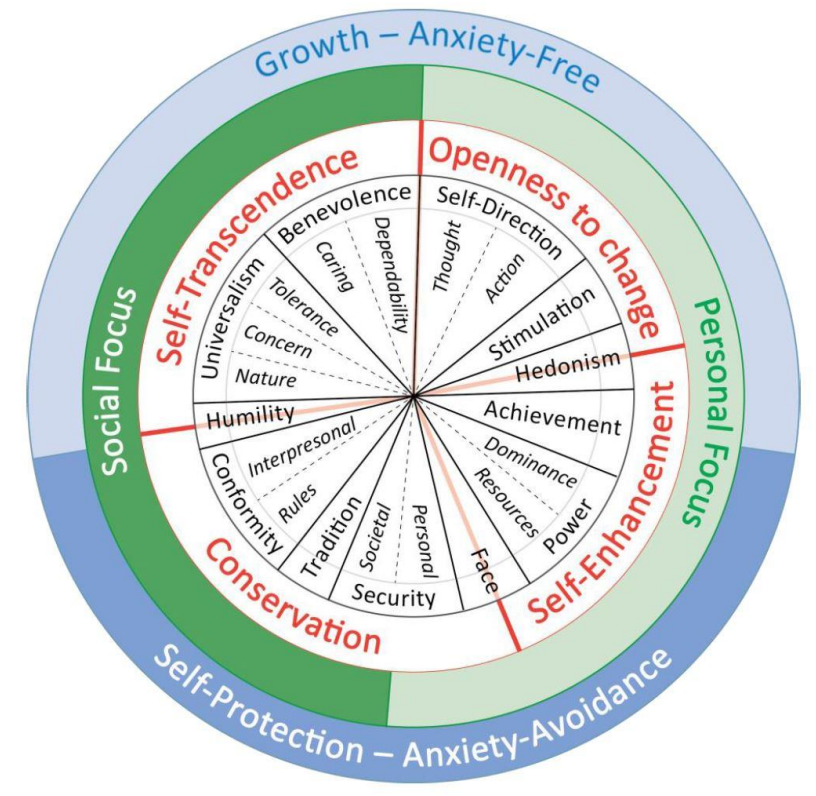 Growth – Anxiety-Free
Social Focus
Personal Focus
Self-Protection – Anxiety-Avoidance
Self-Transcendence
Openness to change
Self-Enhancement
Conservation
Benevolence
Caring
Dependability
Self-Direction
Thought
Action
Stimulation
Hedonism
Achievement
Power
Dominance
Resources
Face
Security
Personal
Societal
Tradition
Conformity
Rules
Interpresonal
Humility
Universalism
Nature
Concern
Tolerance